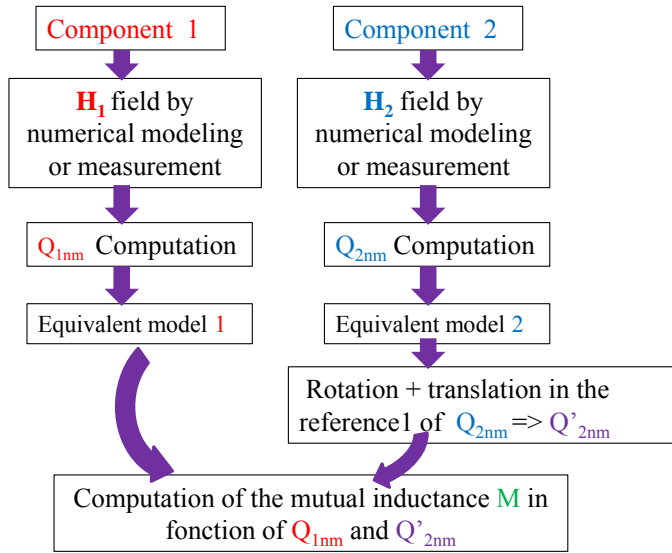 Component 1
H₁ field by
numerical modeling
or measurement
Q₁ₙₘ Computation
Equivalent model 1
Component 2
H₂ field by
numerical modeling
or measurement
Q₂ₙₘ Computation
Equivalent model 2
Rotation + translation in the
reference1 of Q₂ₙₘ => Q'₂ₙₘ
Computation of the mutual inductance M in
fonction of Q₁ₙₘ and Q'₂ₙₘ